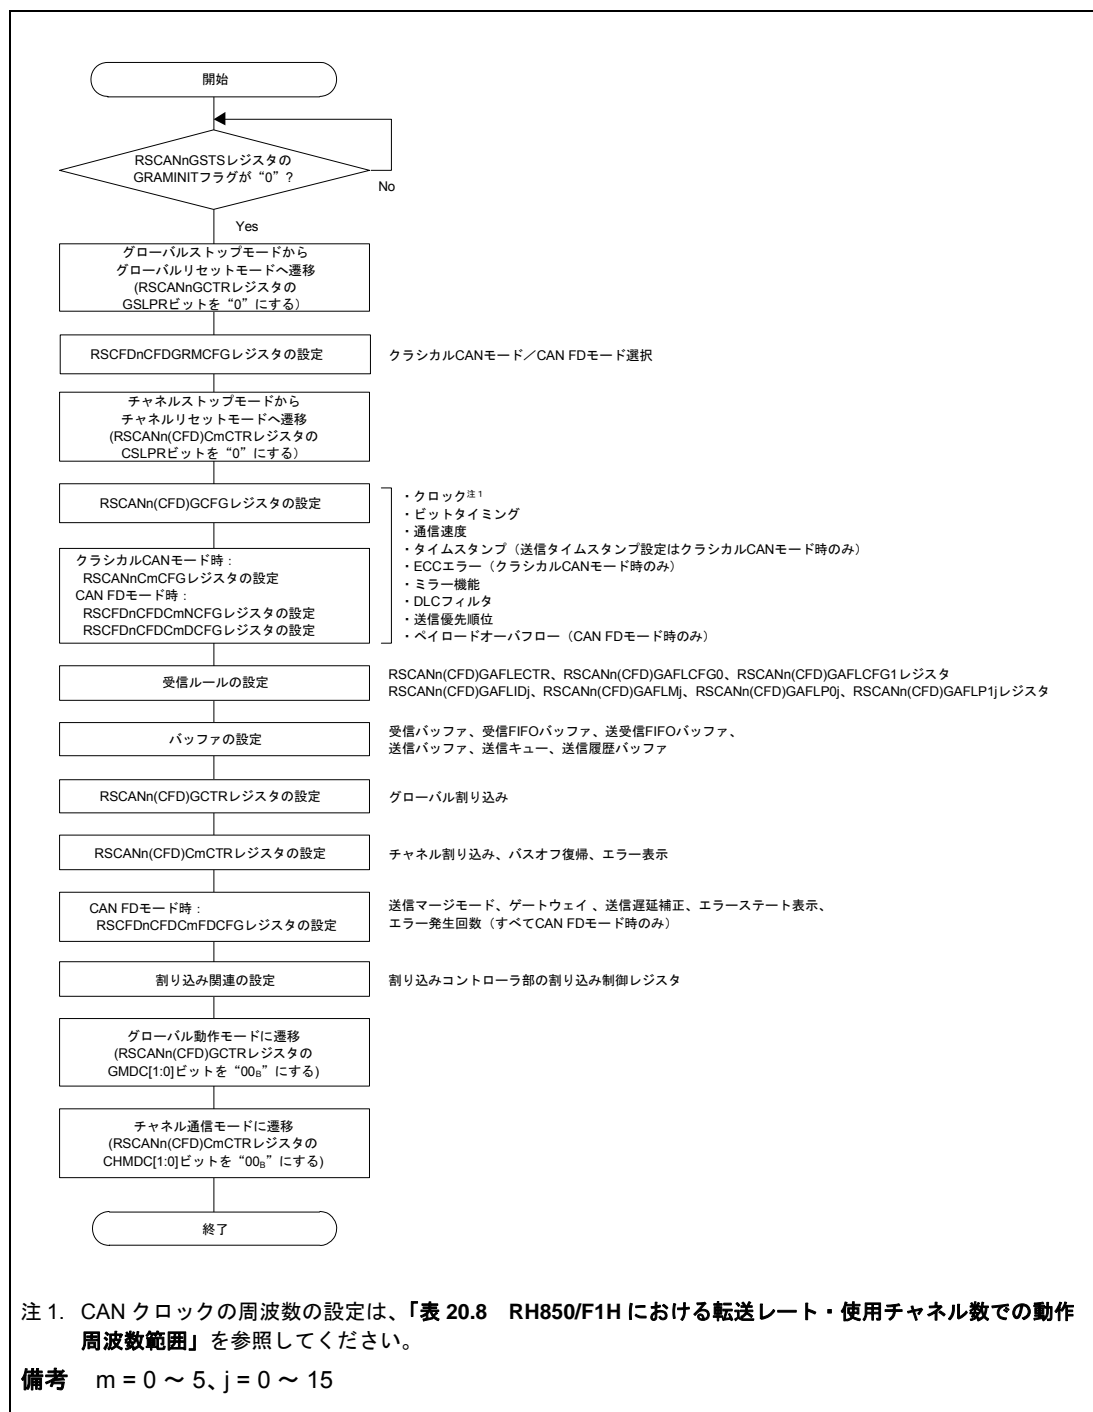 開始
RSCANnGSTSレジスタの
GRAMINITフラグが“0”?
No
Yes
グローバルストップモードから
グローバルリセットモードへ遷移
(RSCANnGCTRレジスタの
GSLPRビットを“0”にする)
RSCFDnCFDGRMCFGレジスタの設定
クラシカルCANモード/CAN FDモード選択
チャネルストップモードから
チャネルリセットモードへ遷移
(RSCANn(CFD)CmCTRレジスタの
CSLPRビットを“0”にする)
RSCANn(CFD)GCFGレジスタの設定
クラシカルCANモード時:
RSCANnCmCFGレジスタの設定
CAN FDモード時:
RSCFDnCFDCmNCFGレジスタの設定
RSCFDnCFDCmDCFGレジスタの設定
・クロック注1
・ビットタイミング
・通信速度
・タイムスタンプ(送信タイムスタンプ設定はクラシカルCANモード時のみ)
・ECCエラー(クラシカルCANモード時のみ)
・ミラー機能
・DLCフィルタ
・送信優先順位
・ペイロードオーバフロー(CAN FDモード時のみ)
受信ルールの設定
RSCANn(CFD)GAFLECTR、RSCANn(CFD)GAFLCFG0、RSCANn(CFD)GAFLCFG1レジスタ
RSCANn(CFD)GAFLIDj、RSCANn(CFD)GAFLMj、RSCANn(CFD)GAFLP0j、RSCANn(CFD)GAFLP1jレジスタ
バッファの設定
受信バッファ、受信FIFOバッファ、送受信FIFOバッファ、
送信バッファ、送信キュー、送信履歴バッファ
RSCANn(CFD)GCTRレジスタの設定
グローバル割り込み
RSCANn(CFD)CmCTRレジスタの設定
チャネル割り込み、バスオフ復帰、エラー表示
CAN FDモード時:
RSCFDnCFDCmFDCFGレジスタの設定
送信マージモード、ゲートウェイ、送信遅延補正、エラーステート表示、
エラー発生回数(すべてCAN FDモード時のみ)
割り込み関連の設定
割り込みコントローラ部の割り込み制御レジスタ
グローバル動作モードに遷移
(RSCANn(CFD)GCTRレジスタの
GMDC[1:0]ビットを“00B”にする)
チャネル通信モードに遷移
(RSCANn(CFD)CmCTRレジスタの
CHMDC[1:0]ビットを“00B”にする)
終了
注 1. CAN クロックの周波数の設定は、「表 20.8 RH850/F1H における転送レート・使用チャネル数での動作
周波数範囲」を参照してください。
備考 m = 0 ~ 5、j = 0 ~ 15